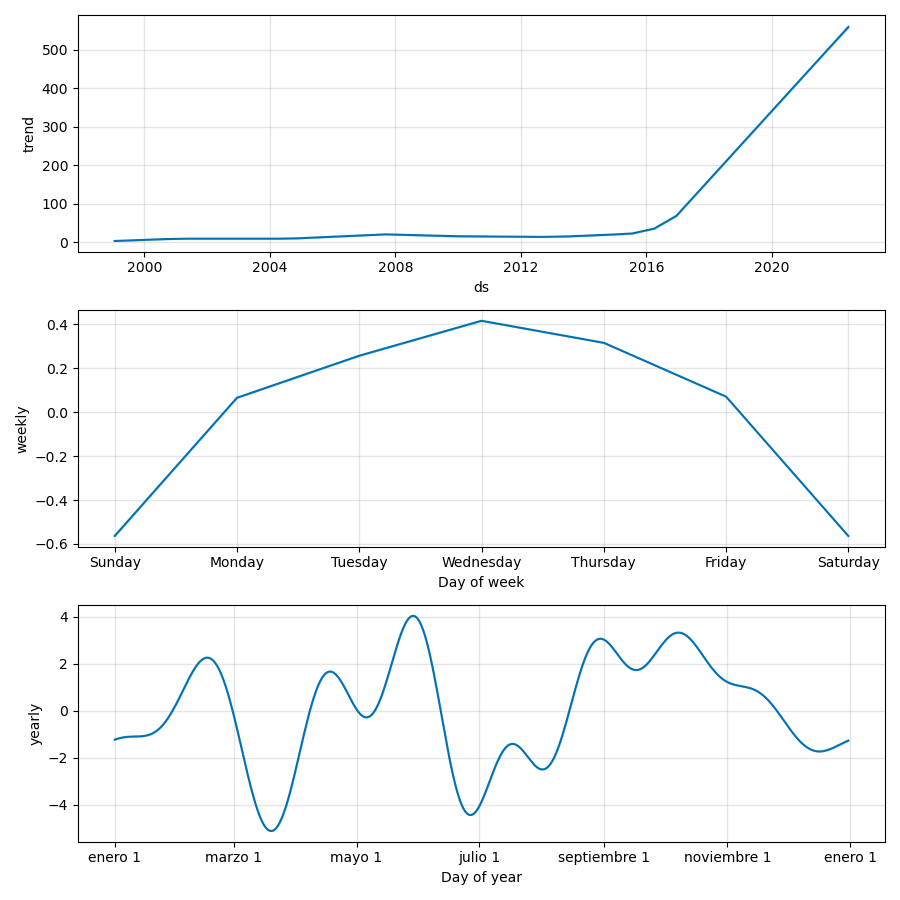 500
400
300
200
100
0
trend
2000 2004 2008 2012 2016 2020
ds
0.4
0.2
0.0
−0.2
−0.4
−0.6
weekly
Sunday Monday Tuesday Wednesday Thursday Friday Saturday
Day of week
4
2
0
−2
−4
yearly
enero 1 marzo 1 mayo 1 julio 1 septiembre 1 noviembre 1 enero 1
Day of year